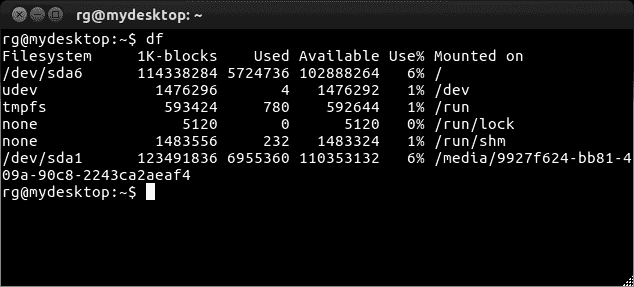 rg@mydesktop: ~
rg@mydesktop:~$ df
Filesystem     1K-blocks    Used Available Use% Mounted on
/dev/sda6      114338284 5724736 102888264   6% /
udev             1476296       4   1476292   1% /dev
tmpfs             593424     780    592644   1% /run
none                5120       0      5120   0% /run/lock
none             1483556     232   1483324   1% /run/shm
/dev/sda1      123491836 6955360 110353132   6% /media/9927f624-bb81-4
09a-90c8-2243ca2aeaf4
rg@mydesktop:~$